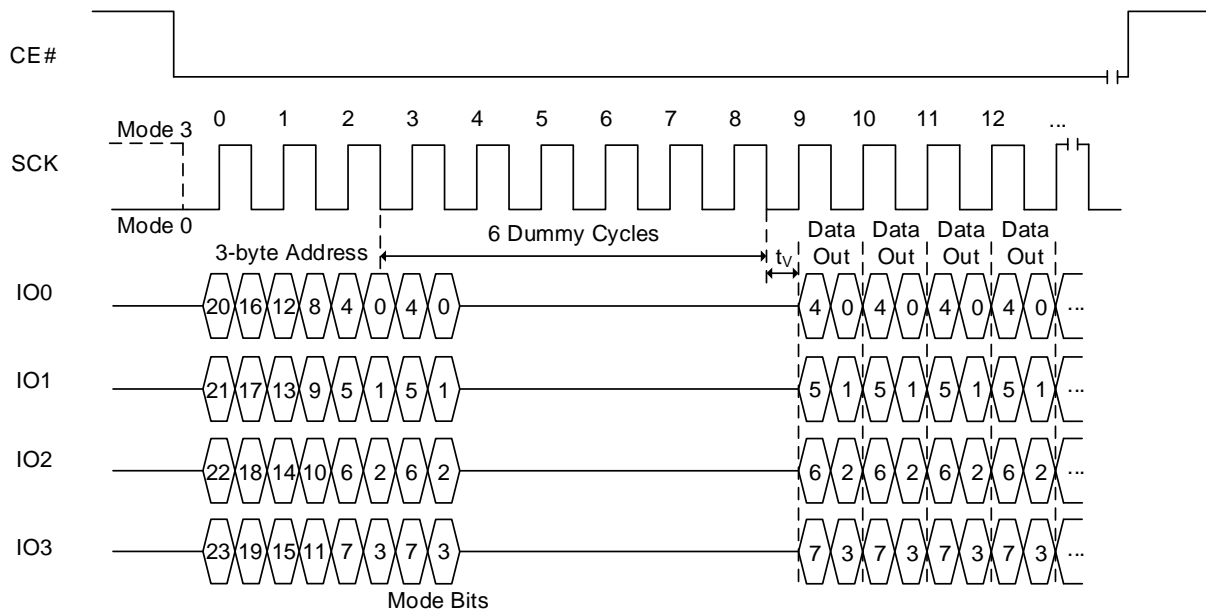 CE#
0 1 2 3 4 5 6 7 8 9 10 11 12 ...
Mode 3
SCK
Mode 0
6 Dummy Cycles
Data Data Data Data
3-byte Address
tV
Out Out Out Out
IO0
20 16 12 8 4 0 4 0 4 0 4 0 4 0 4 0 ...
IO1
21 17 13 9 5 1 5 1 5 1 5 1 5 1 5 1 ...
IO2
22 18 14 10 6 2 6 2 6 2 6 2 6 2 6 2 ...
IO3
23 19 15 11 7 3 7 3 7 3 7 3 7 3 7 3 ...
Mode Bits